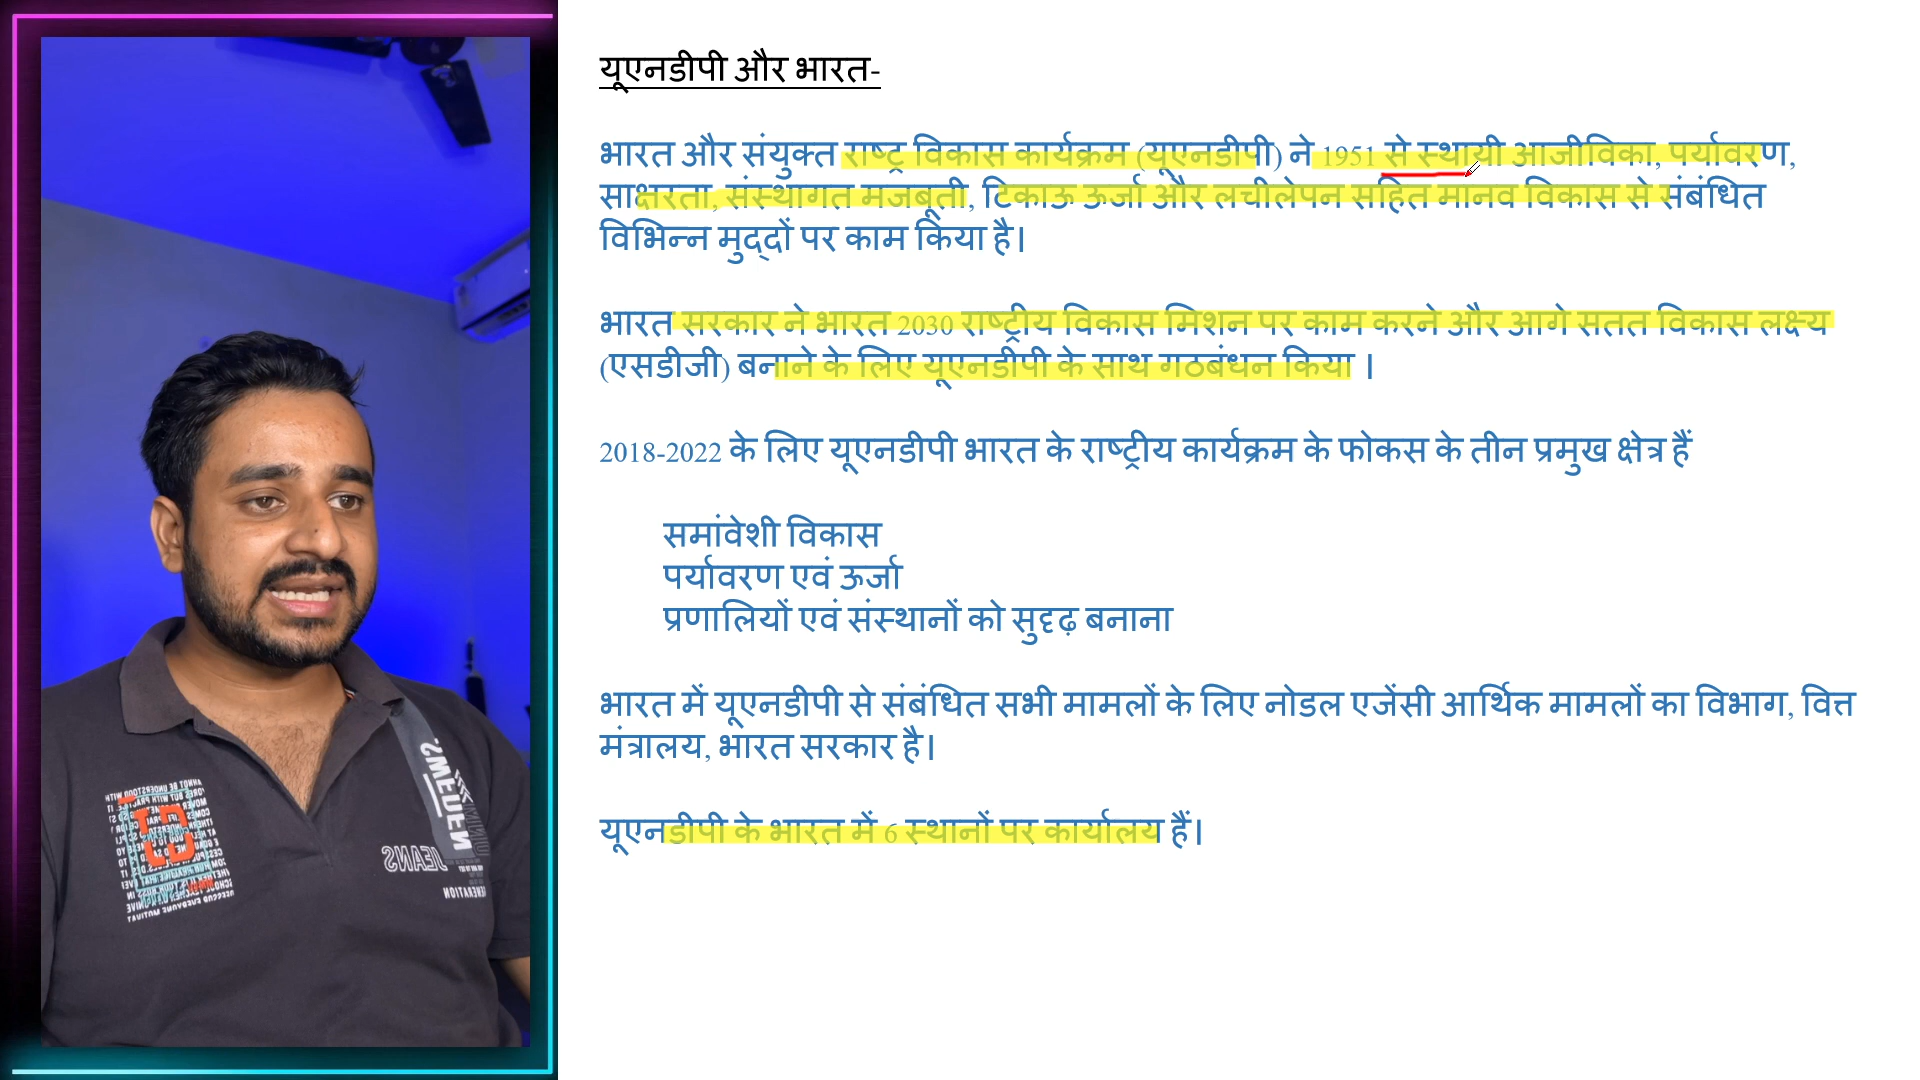 यूएनडीपी और भारत-
भारत और संयुक्त राष्ट्र विकास कार्यक्रम (यूएनडीपी) ने 1951 से स्थायी आजीविका, पर्यावरण,
साक्षरता, संस्थागत मजबूती, टिकाऊ ऊर्जा और लचीलेपन सहित मानव विकास से संबंधित
विभिन्न मुद्दों पर काम किया है।
भारत सरकार ने भारत 2030 राष्ट्रीय विकास मिशन पर काम करने और आगे सतत विकास लक्ष्य
(एसडीजी) बनाने के लिए यूएनडीपी के साथ गठबंधन किया ।
2018-2022 के लिए यूएनडीपी भारत के राष्ट्रीय कार्यक्रम के फोकस के तीन प्रमुख क्षेत्र हैं
समांवेशी विकास
पर्यावरण एवं ऊर्जा
प्रणालियों एवं संस्थानों को सुदृढ़ बनाना
भारत में यूएनडीपी से संबंधित सभी मामलों के लिए नोडल एजेंसी आर्थिक मामलों का विभाग, वित्त
मंत्रालय, भारत सरकार है।
यूएनडीपी के भारत में 6 स्थानों पर कार्यालय हैं।
JEANS